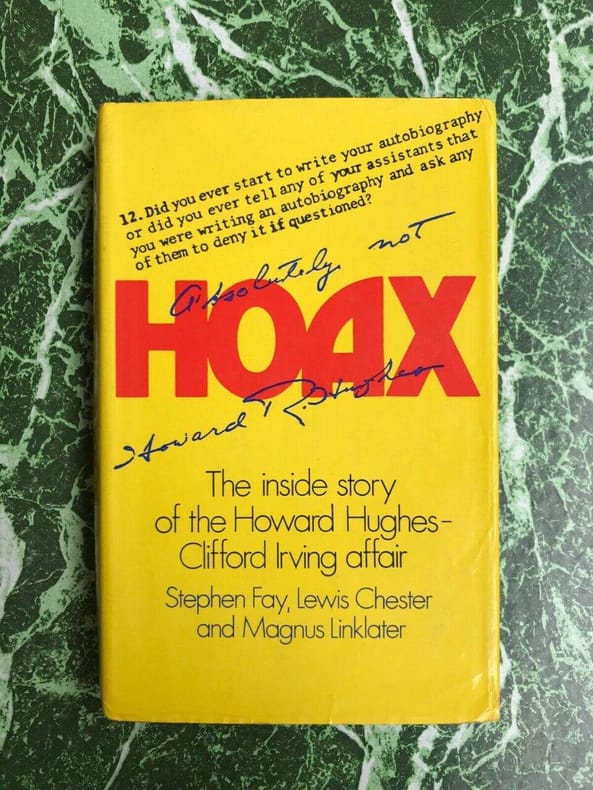 12. Did you ever start to write your autobiography
or did you ever tell any of your assistants that
you were writing an autobiography and ask any
of them to deny it if questioned?
Absolutely not
HOAX
Howard R. Hughes
The inside story
of the Howard Hughes–
Clifford Irving affair
Stephen Fay, Lewis Chester
and Magnus Linklater